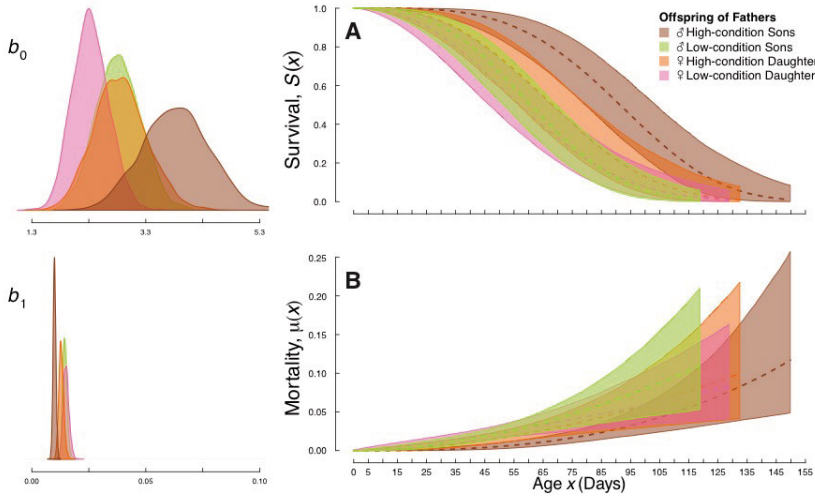 b0
1.3 3.3 5.3
A
Survival, S(x)
1.0
0.8
0.6
0.4
0.2
0.0
Offspring of Fathers
♂ High-condition Sons
♂ Low-condition Sons
♀ High-condition Daughter
♀ Low-condition Daughter
b1
0.00 0.05 0.10
B
Mortality, μ(x)
0.25
0.20
0.15
0.10
0.05
0.00
0 5 15 25 35 45 55 65 75 85 95 105 115 125 135 145 155
Age x (Days)